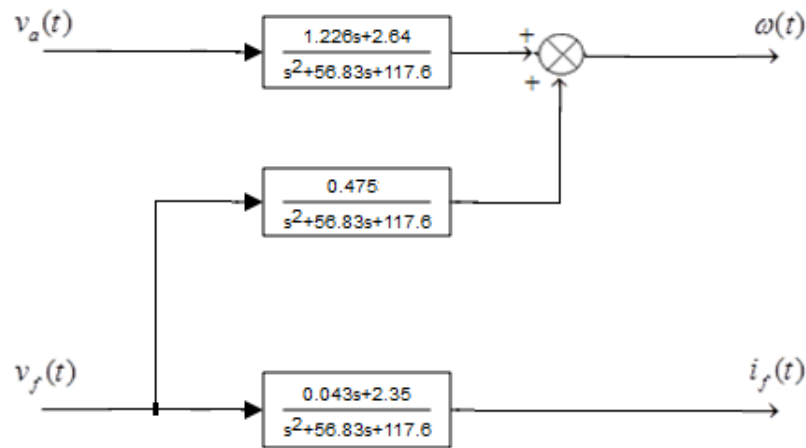 vₐ(t)
1.226s+2.64
s²+56.83s+117.6
+
+
ω(t)
0.475
s²+56.83s+117.6
v_f(t)
0.043s+2.35
s²+56.83s+117.6
i_f(t)